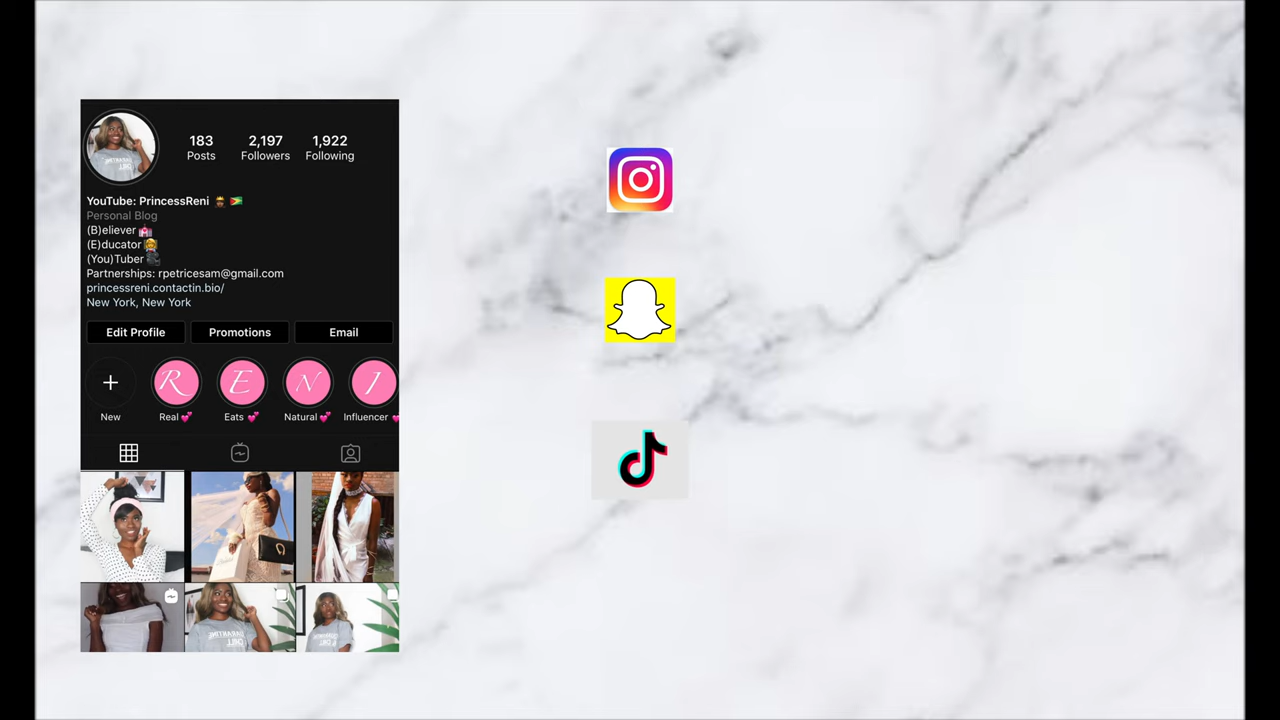 183
2,197
1,922
Posts
Followers
Following
YouTube: PrincessReni
Personal Blog
(B)eliever
(E)ducator
(You)Tuber
Partnerships: rpetricesam@gmail.com
princessreni.contactin.bio/
New York, New York
Edit Profile
Promotions
Email
R
E
N
I
New
Real
Eats
Natural
Influencer